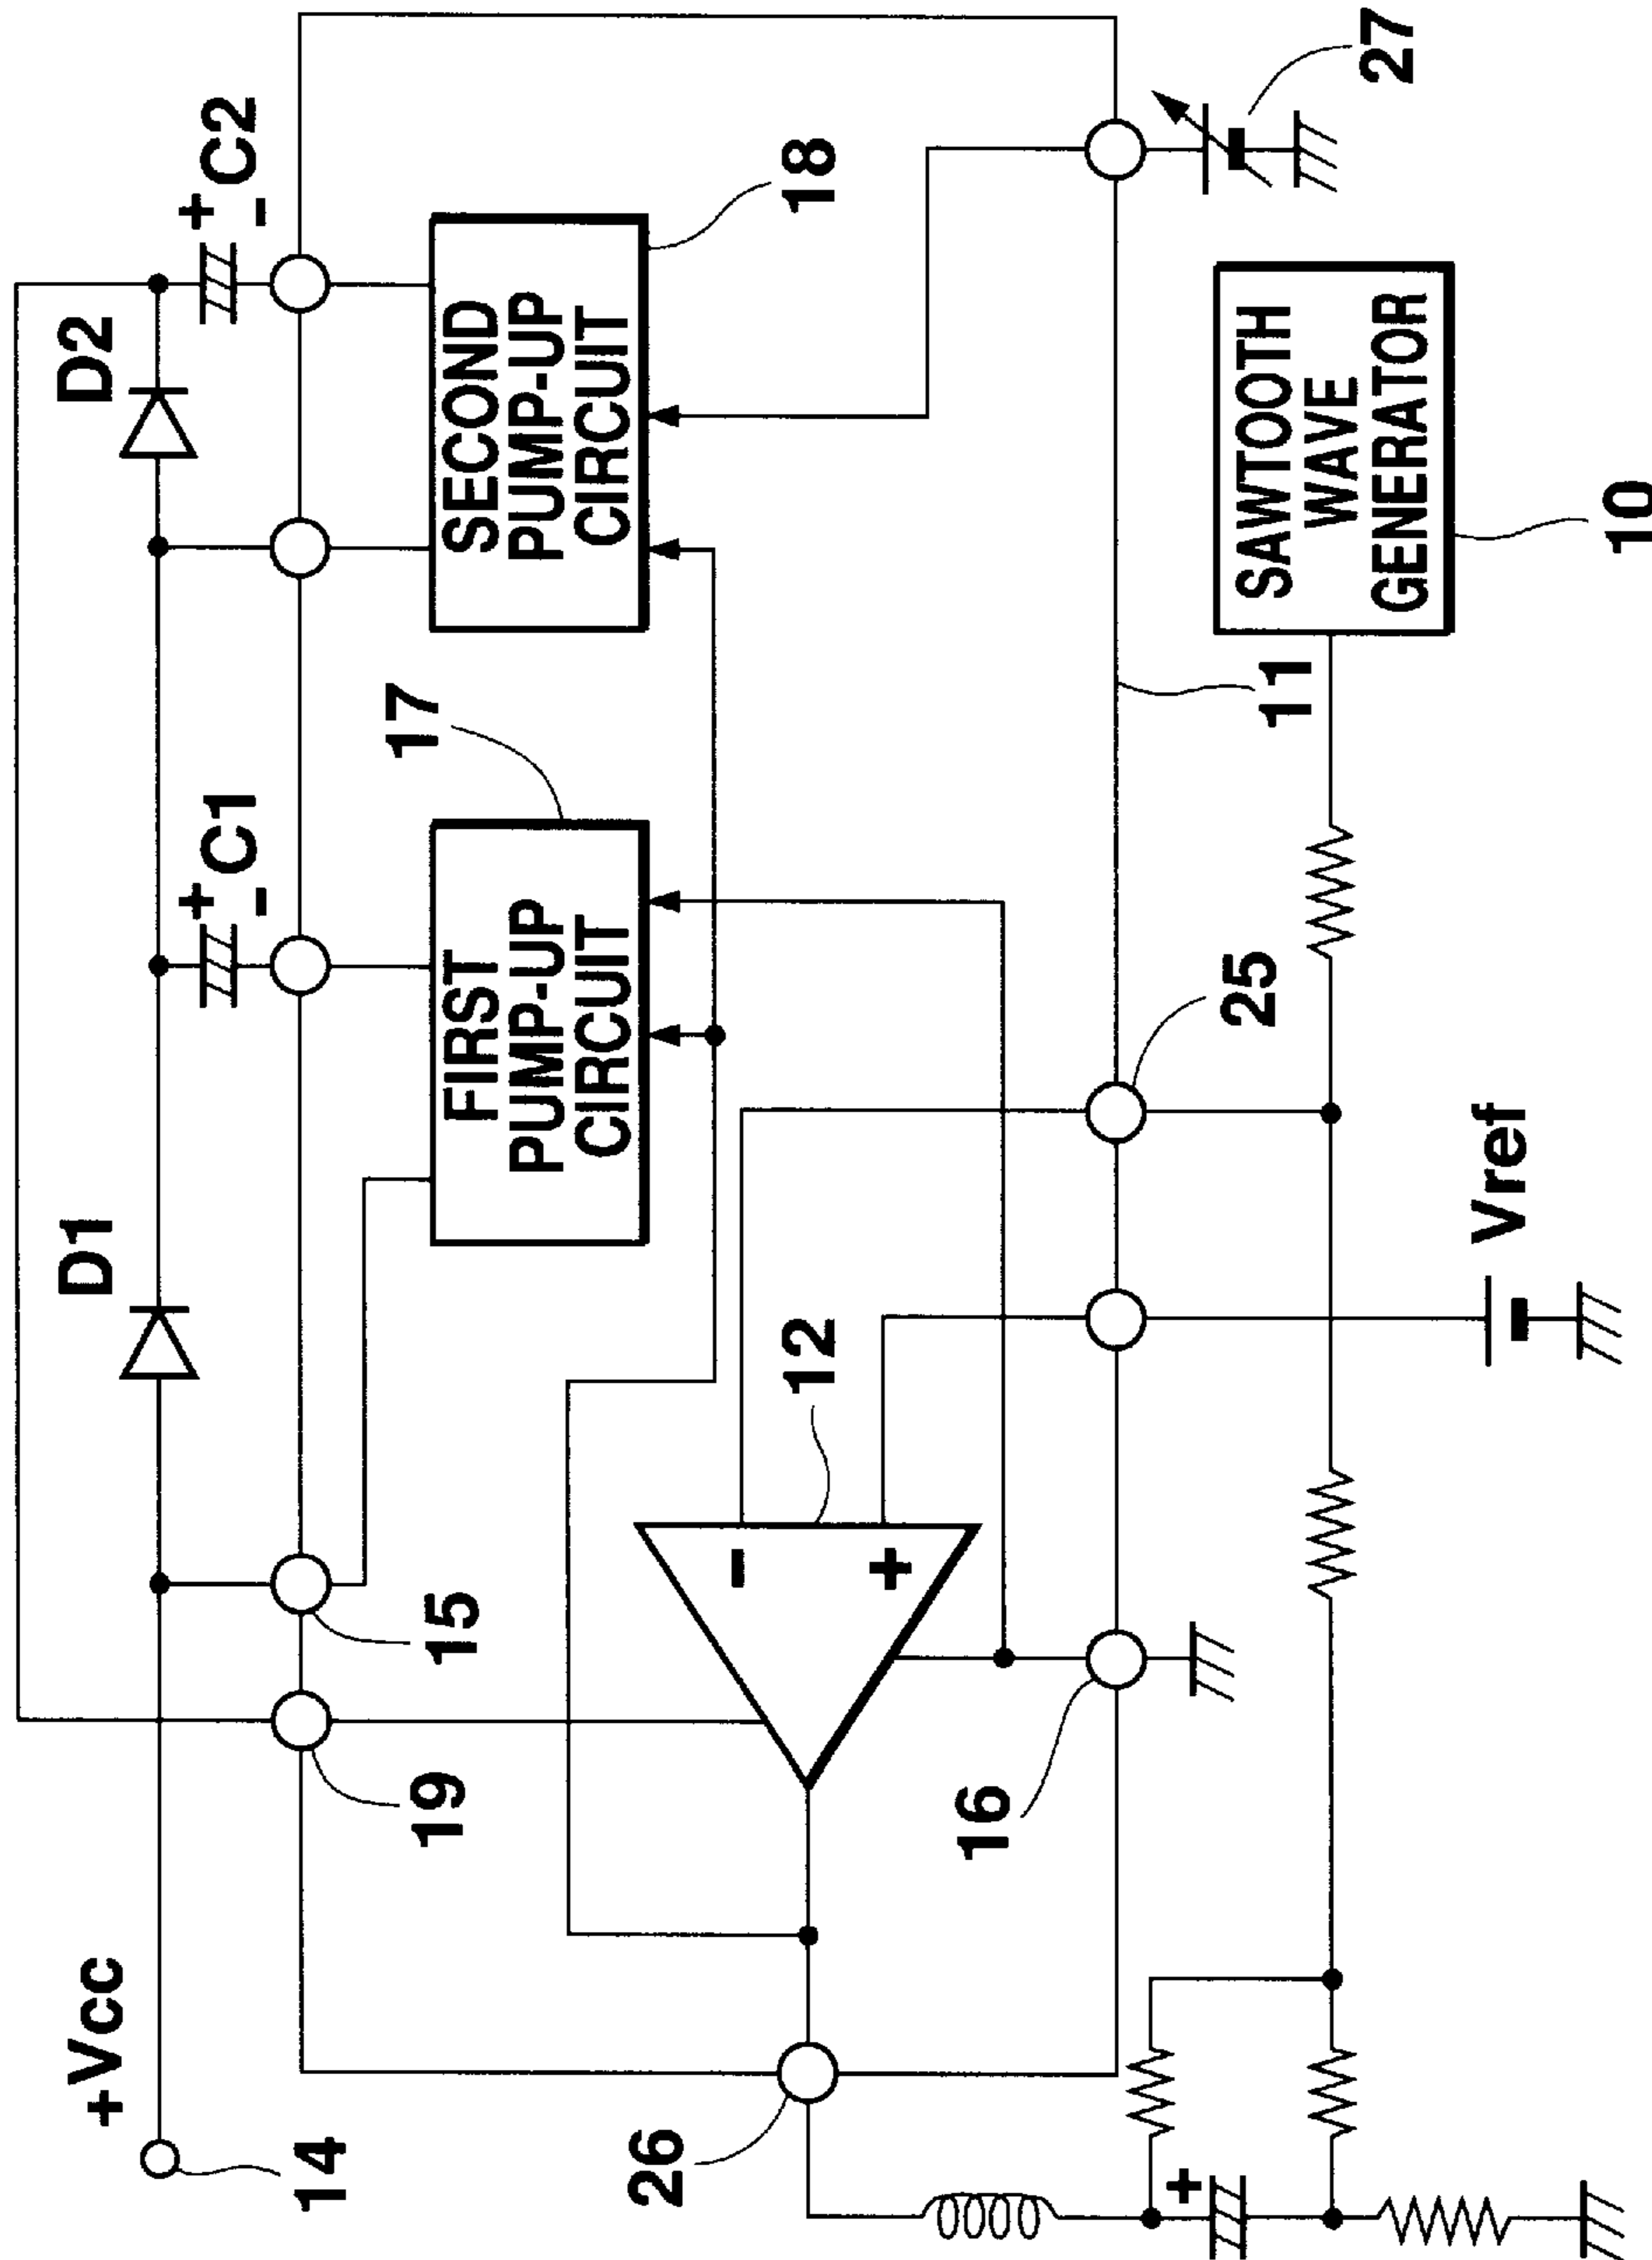 +Vcc
D1
D2
+
-
C1
+
-
C2
14
19
15
17
FIRST
PUMP-UP
CIRCUIT
SECOND
PUMP-UP
CIRCUIT
18
26
12
-
+
16
25
11
27
+
SAWTOOTH
WAVE
GENERATOR
Vref
10